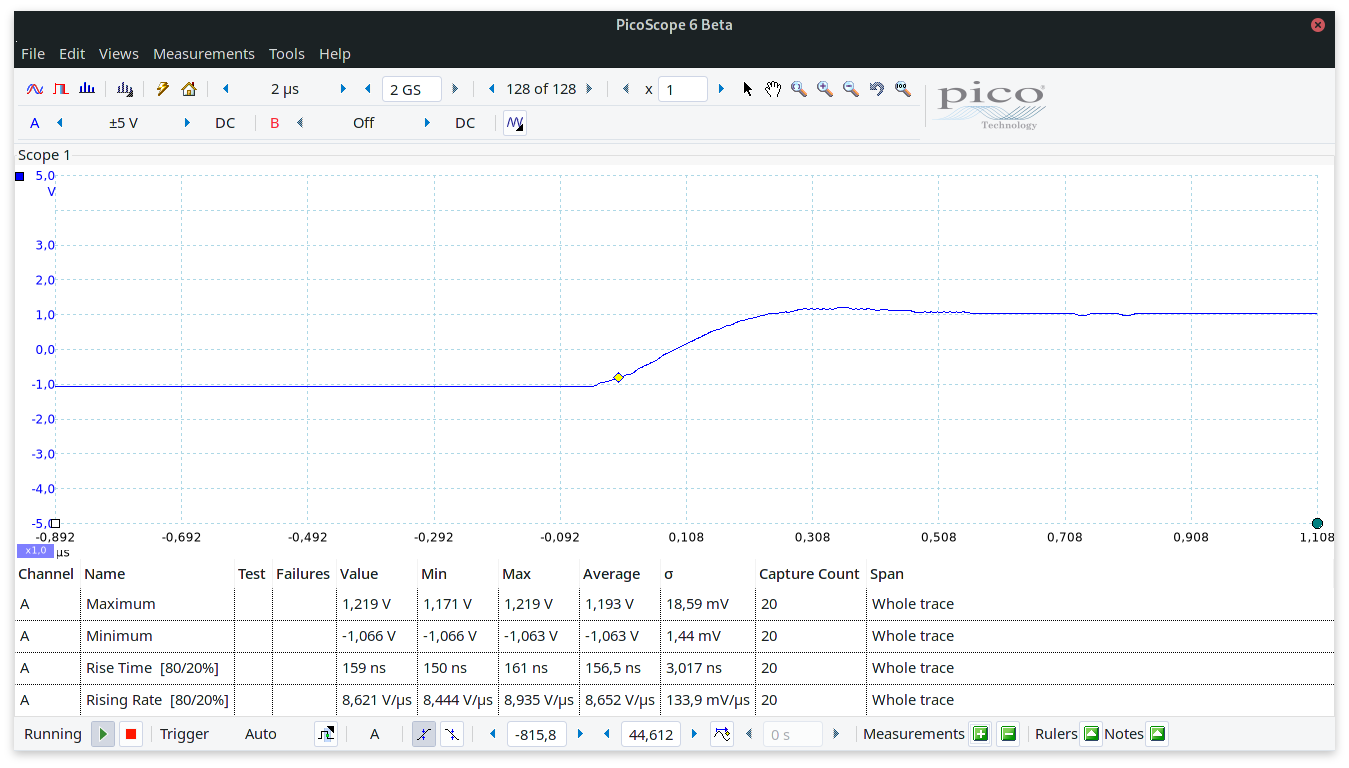 PicoScope 6 Beta
File Edit Views Measurements Tools Help
2 µs 2 GS 128 of 128 x 1
pico
Technology
A ±5 V DC B Off DC
Scope 1
5,0
V
3,0
2,0
1,0
0,0
-1,0
-2,0
-3,0
-4,0
-5,0
-0,892 -0,692 -0,492 -0,292 -0,092 0,108 0,308 0,508 0,708 0,908 1,108
x1,0 µs
Channel Name Test Failures Value Min Max Average σ Capture Count Span
A Maximum 1,219 V 1,171 V 1,219 V 1,193 V 18,59 mV 20 Whole trace
A Minimum -1,066 V -1,066 V -1,063 V -1,063 V 1,44 mV 20 Whole trace
A Rise Time [80/20%] 159 ns 150 ns 161 ns 156,5 ns 3,017 ns 20 Whole trace
A Rising Rate [80/20%] 8,621 V/µs 8,444 V/µs 8,935 V/µs 8,652 V/µs 133,9 mV/µs 20 Whole trace
Running Trigger Auto A -815,8 44,612 0 s Measurements Rulers Notes